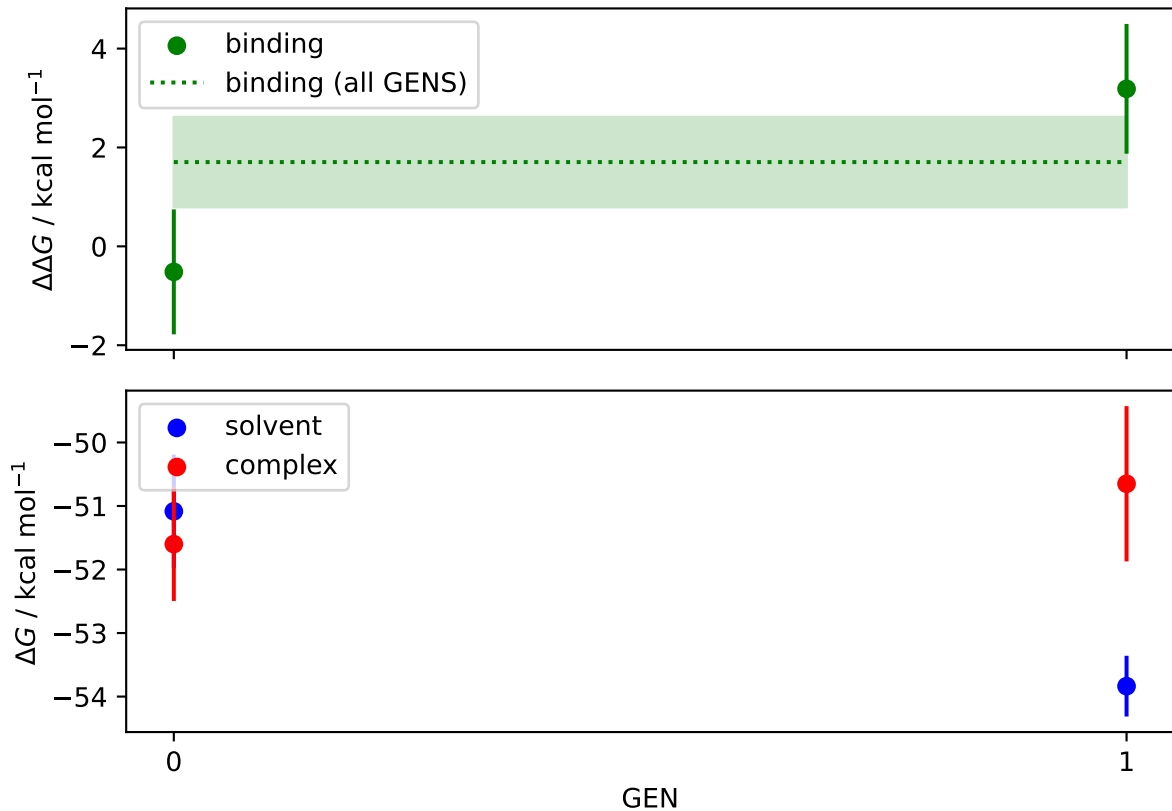 binding
binding (all GENS)
ΔΔG / kcal mol⁻¹
4
2
0
−2
solvent
complex
ΔG / kcal mol⁻¹
−50
−51
−52
−53
−54
0
1
GEN